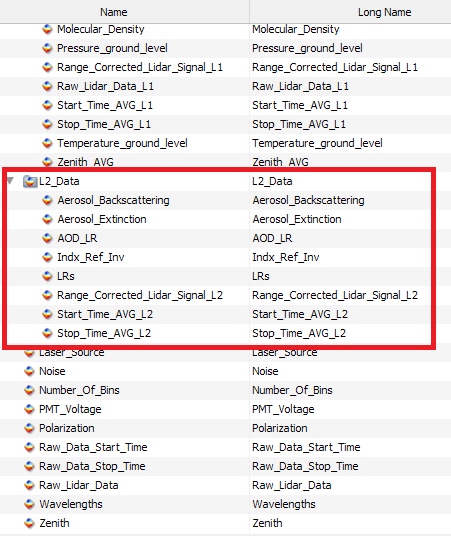 Name Long Name
Molecular_Density Molecular_Density
Pressure_ground_level Pressure_ground_level
Range_Corrected_Lidar_Signal_L1 Range_Corrected_Lidar_Signal_L1
Raw_Lidar_Data_L1 Raw_Lidar_Data_L1
Start_Time_AVG_L1 Start_Time_AVG_L1
Stop_Time_AVG_L1 Stop_Time_AVG_L1
Temperature_ground_level Temperature_ground_level
Zenith_AVG Zenith_AVG
L2_Data L2_Data
Aerosol_Backscattering Aerosol_Backscattering
Aerosol_Extinction Aerosol_Extinction
AOD_LR AOD_LR
Indx_Ref_Inv Indx_Ref_Inv
LRs LRs
Range_Corrected_Lidar_Signal_L2 Range_Corrected_Lidar_Signal_L2
Start_Time_AVG_L2 Start_Time_AVG_L2
Stop_Time_AVG_L2 Stop_Time_AVG_L2
Laser_Source Laser_Source
Noise Noise
Number_Of_Bins Number_Of_Bins
PMT_Voltage PMT_Voltage
Polarization Polarization
Raw_Data_Start_Time Raw_Data_Start_Time
Raw_Data_Stop_Time Raw_Data_Stop_Time
Raw_Lidar_Data Raw_Lidar_Data
Wavelengths Wavelengths
Zenith Zenith